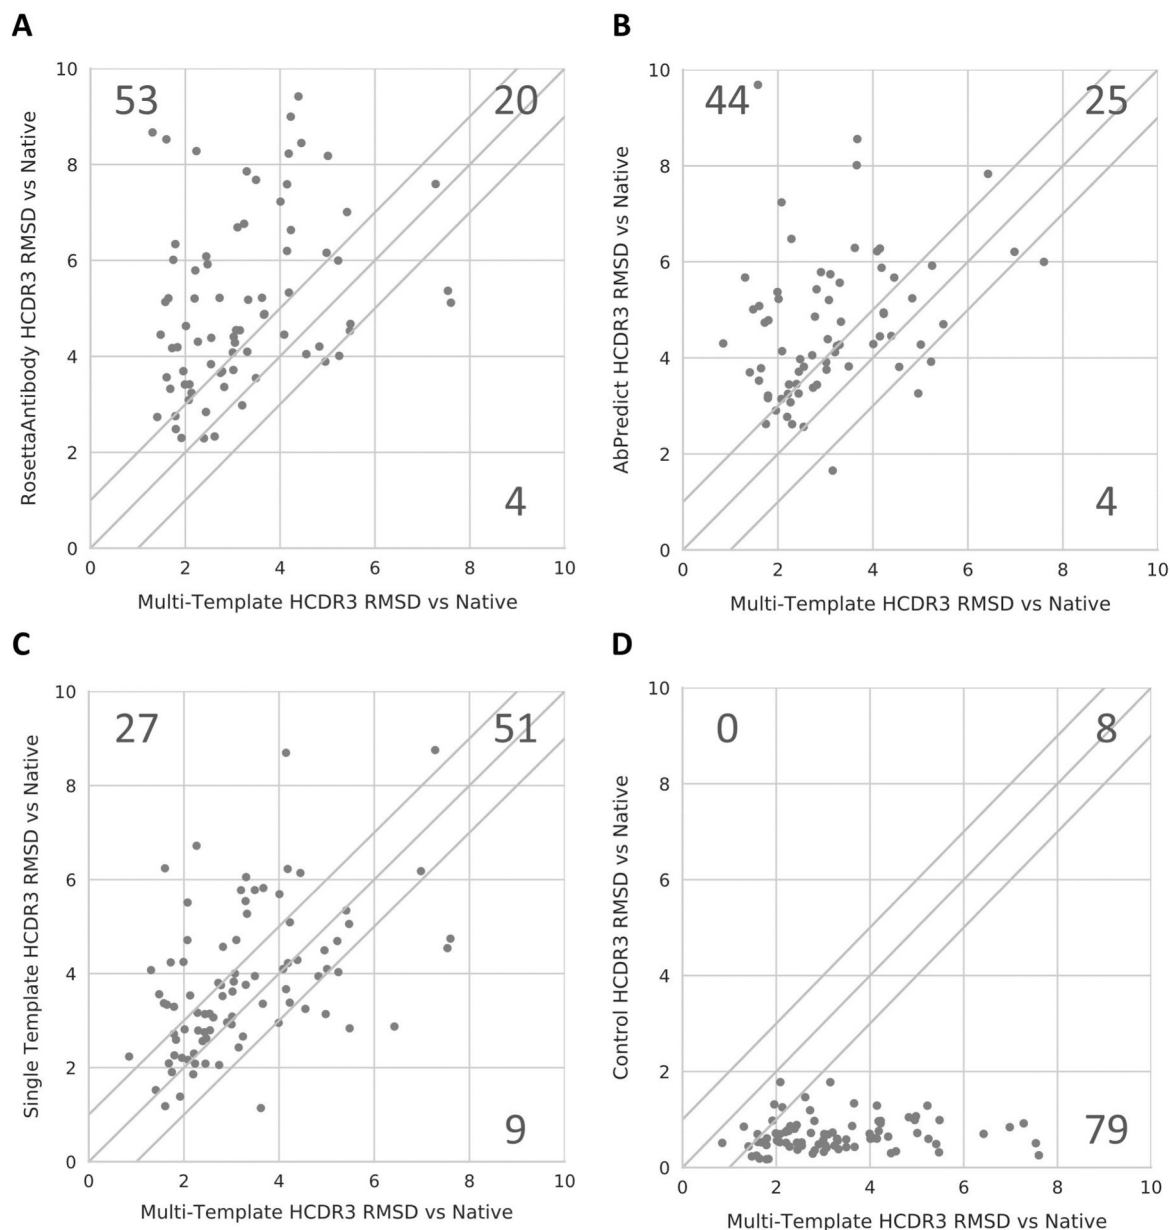 A
RosettaAntibody HCDR3 RMSD vs Native
10
8
6
4
2
0
53
20
4
0 2 4 6 8 10
Multi-Template HCDR3 RMSD vs Native
B
AbPredict HCDR3 RMSD vs Native
10
8
6
4
2
0
44
25
4
0 2 4 6 8 10
Multi-Template HCDR3 RMSD vs Native
C
Single Template HCDR3 RMSD vs Native
10
8
6
4
2
0
27
51
9
0 2 4 6 8 10
Multi-Template HCDR3 RMSD vs Native
D
Control HCDR3 RMSD vs Native
10
8
6
4
2
0
0
8
79
0 2 4 6 8 10
Multi-Template HCDR3 RMSD vs Native